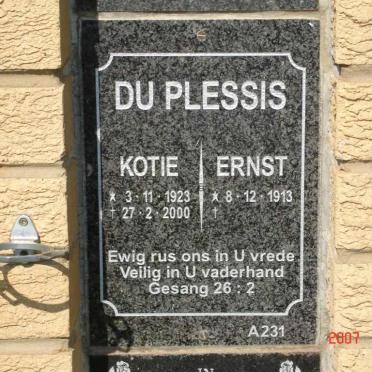 DU PLESSIS
KOTIE ERNST
* 3 · 11 · 1923 * 8 · 12 · 1913
† 27 · 2 · 2000 †
Ewig rus ons in U vrede
Veilig in U vaderhand
Gesang 26 : 2
A231
2007
IN